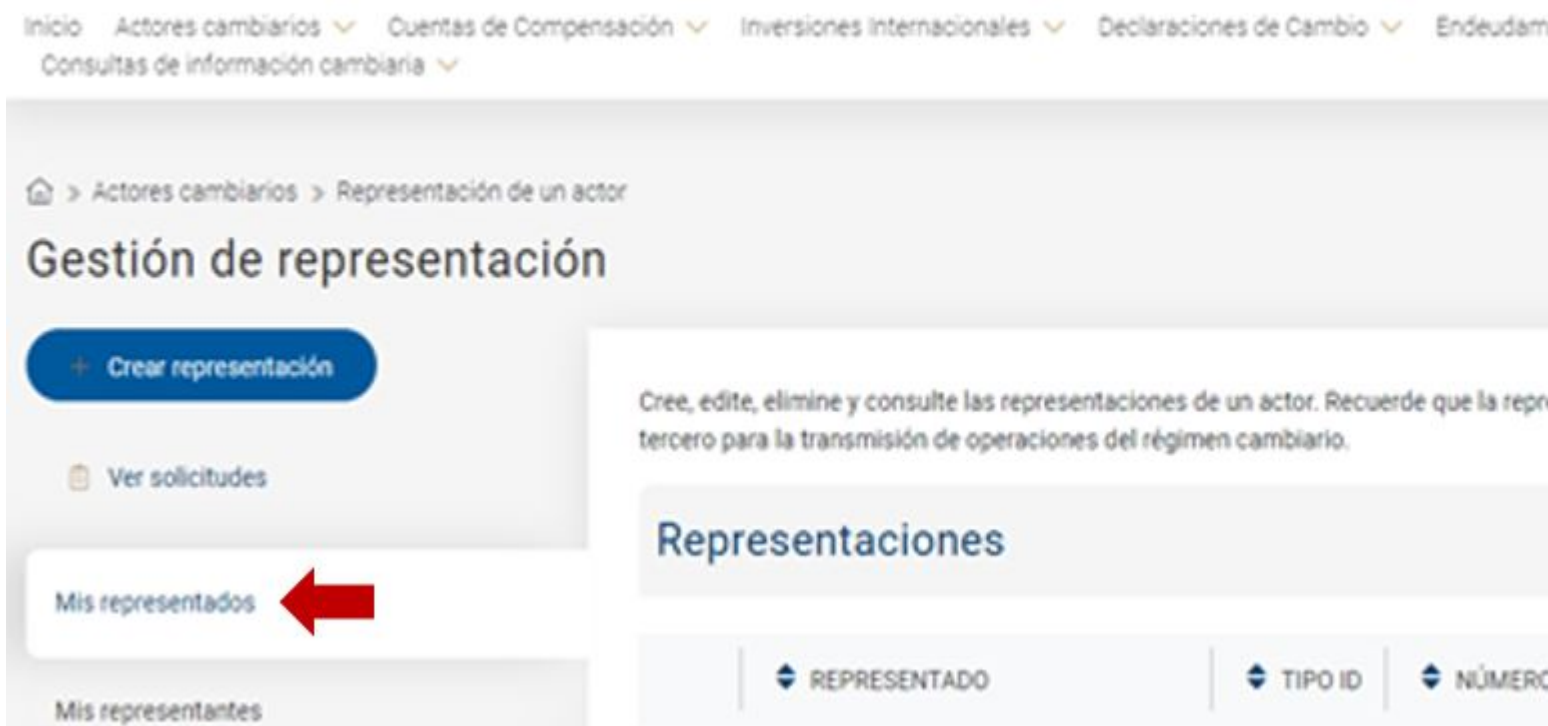 Inicio Actores cambiarios Cuentas de Compensación Inversiones Internacionales Declaraciones de Cambio Endeudam
Consultas de información cambiaria
> Actores cambiarios > Representación de un actor
Gestión de representación
+ Crear representación
Cree, edite, elimine y consulte las representaciones de un actor. Recuerde que la repre
tercero para la transmisión de operaciones del régimen cambiario.
Ver solicitudes
Representaciones
Mis representados
REPRESENTADO TIPO ID NÚMERO
Mis representantes